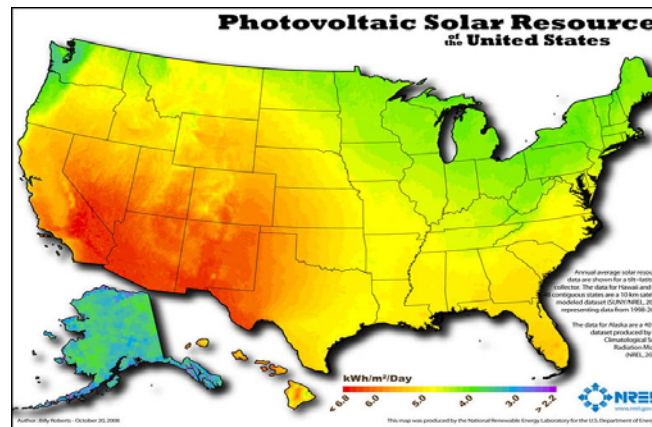 Photovoltaic Solar Resource
of the United States
Annual average solar resou
data are shown for a tilt=latit
collector. The data for Hawaii and
contiguous states are a 10 km
modeled dataset (SUNY/NREL, 20
representing data from 1998-20
The data for Alaska are a 40
dataset produced by
Climatological S
Radiation Mo
(NREL, 20
kWh/m²/Day
< 6.8 6.0 5.0 4.0 3.0 > 2.2
NREL
Author: Billy Roberts - October 20, 2008
This map was produced by the National Renewable Energy Laboratory for the U.S. Department of Energ